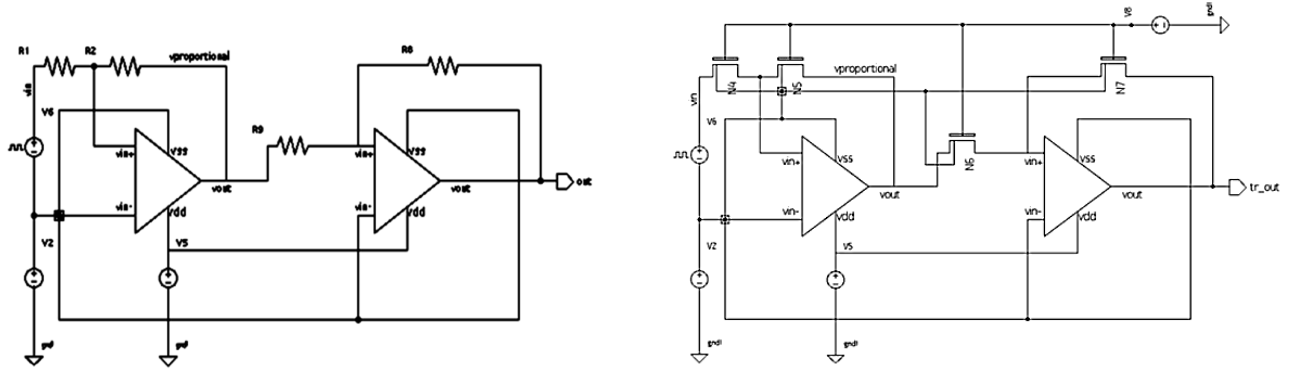 R1
R2
vproportional
R8
vin
V6
R9
vin+
vss
vout
vin-
vdd
vin+
vss
vout
vin-
vdd
out
V2
V5
gnd
gnd
V8
gnd!
N4
N5
vproportional
N7
vin
V6
N6
vin+
vss
vout
vin-
vdd
vin+
vss
vout
vin-
vdd
tr_out
V2
V5
gnd!
gnd!